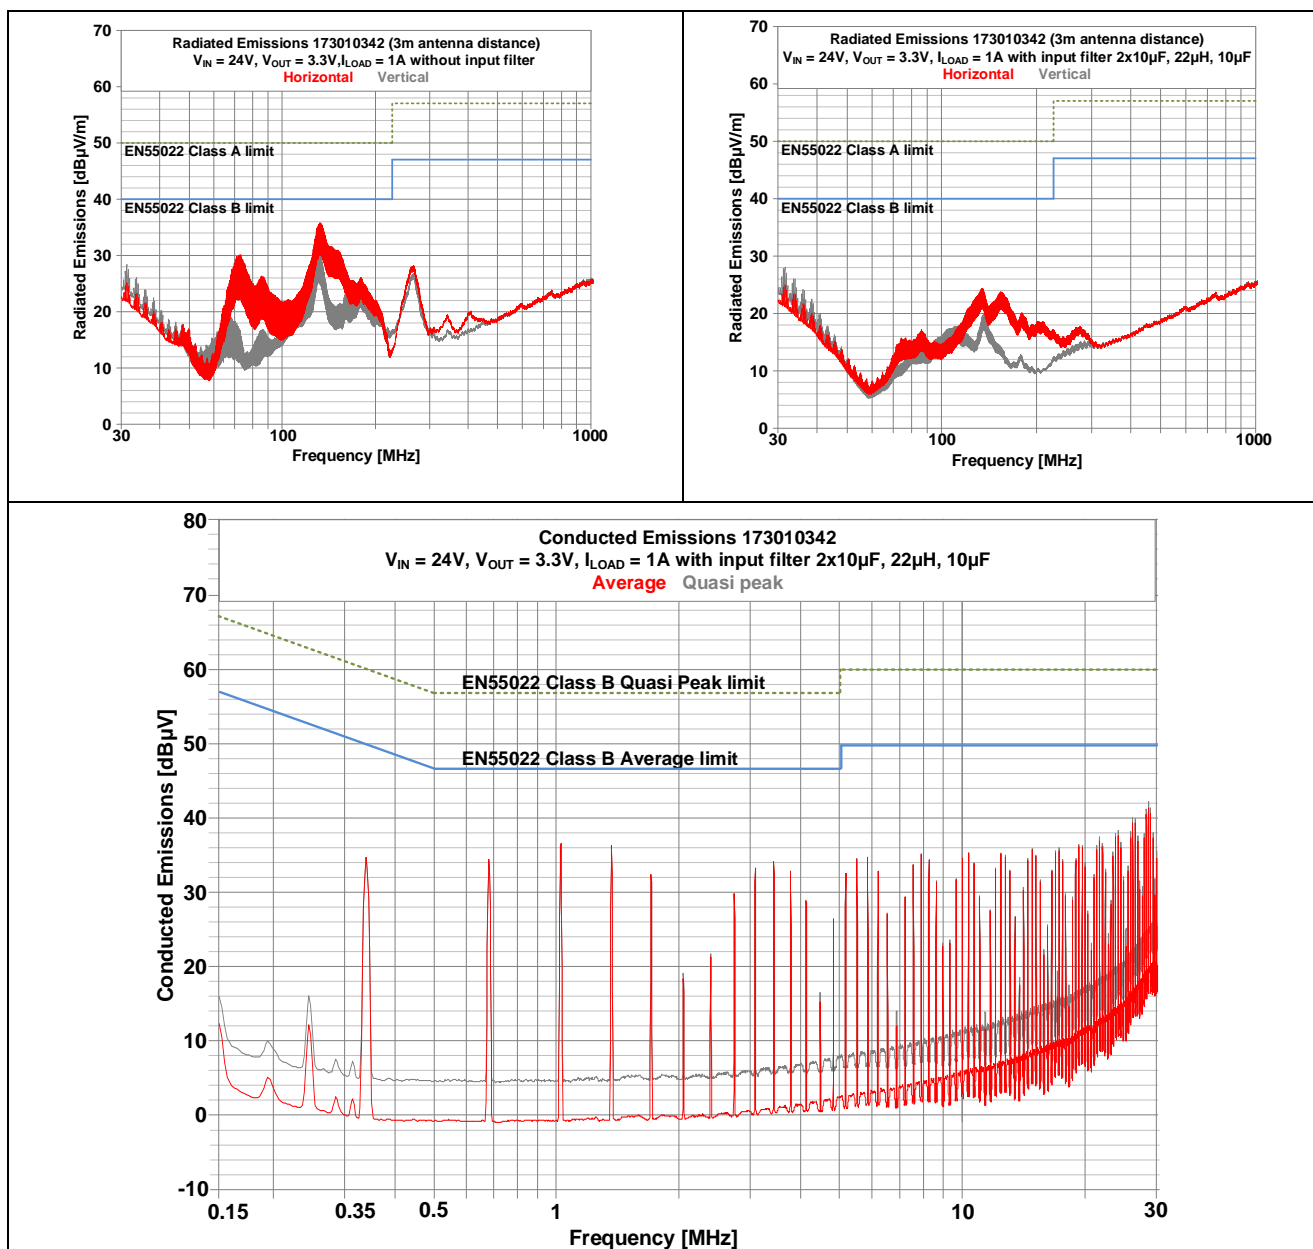 Radiated Emissions 173010342 (3m antenna distance)
VIN = 24V, VOUT = 3.3V,ILOAD = 1A without input filter
Horizontal Vertical
70
60
50
40
30
20
10
0
Radiated Emissions [dBµV/m]
EN55022 Class A limit
EN55022 Class B limit
30 100 1000
Frequency [MHz]
Radiated Emissions 173010342 (3m antenna distance)
VIN = 24V, VOUT = 3.3V, ILOAD = 1A with input filter 2x10µF, 22µH, 10µF
Horizontal Vertical
70
60
50
40
30
20
10
0
Radiated Emissions [dBµV/m]
EN55022 Class A limit
EN55022 Class B limit
30 100 1000
Frequency [MHz]
Conducted Emissions 173010342
VIN = 24V, VOUT = 3.3V, ILOAD = 1A with input filter 2x10µF, 22µH, 10µF
Average Quasi peak
80
70
60
50
40
30
20
10
0
-10
Conducted Emissions [dBµV]
EN55022 Class B Quasi Peak limit
EN55022 Class B Average limit
0.15 0.35 0.5 1 10 30
Frequency [MHz]